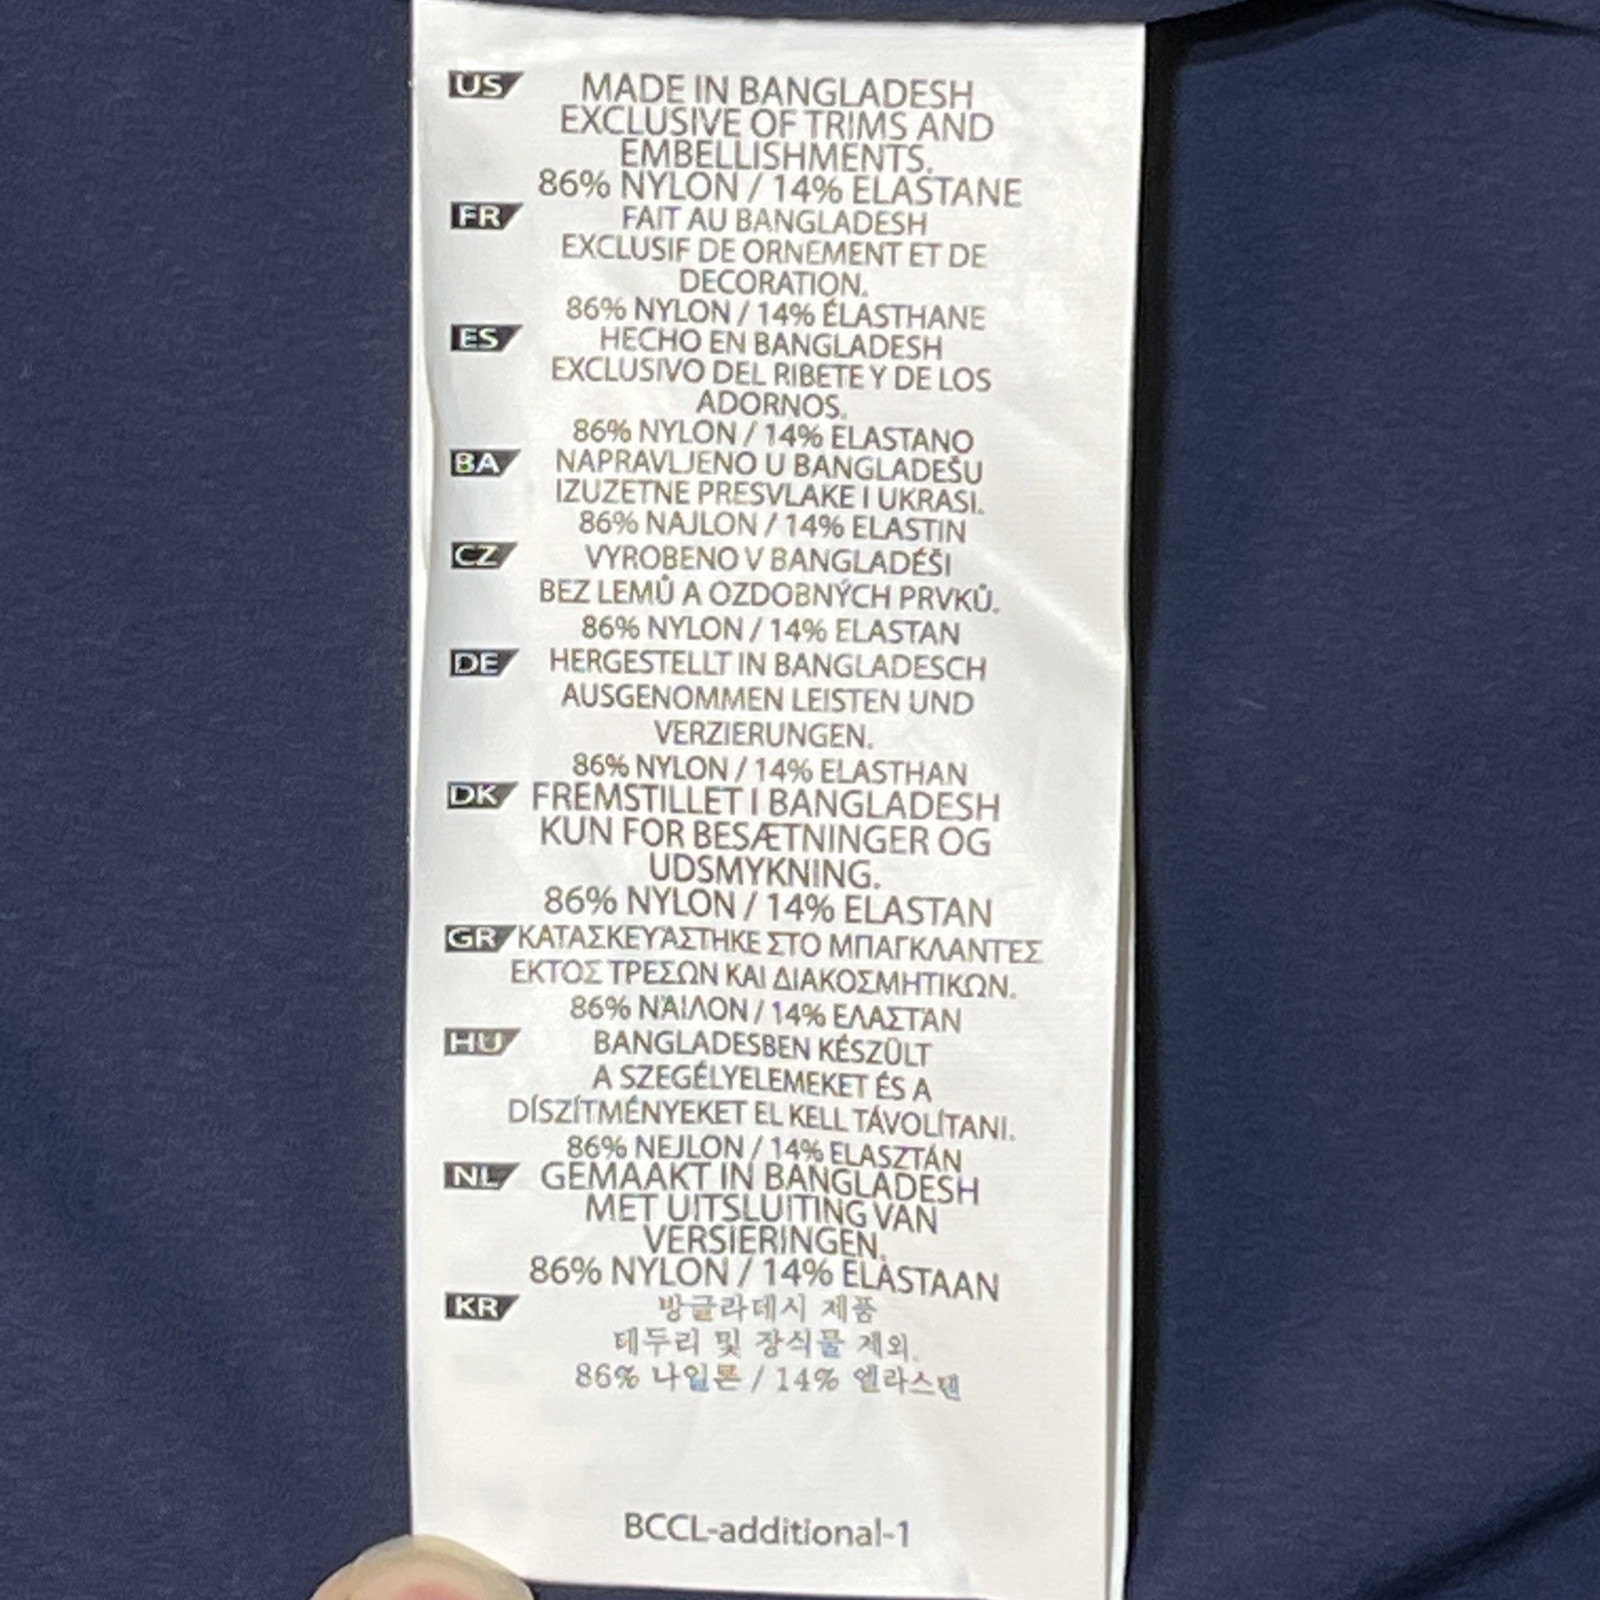 US MADE IN BANGLADESH
EXCLUSIVE OF TRIMS AND
EMBELLISHMENTS.
86% NYLON / 14% ELASTANE
FR FAIT AU BANGLADESH
EXCLUSIF DE ORNEMENT ET DE
DECORATION.
86% NYLON / 14% ÉLASTHANE
ES HECHO EN BANGLADESH
EXCLUSIVO DEL RIBETE Y DE LOS
ADORNOS.
86% NYLON / 14% ELASTANO
BA NAPRAVLJENO U BANGLADEŠU
IZUZETNE PRESVLAKE I UKRASI.
86% NAJLON / 14% ELASTIN
CZ VYROBENO V BANGLADÉŠI
BEZ LEMŮ A OZDOBNÝCH PRVKŮ.
86% NYLON / 14% ELASTAN
DE HERGESTELLT IN BANGLADESCH
AUSGENOMMEN LEISTEN UND
VERZIERUNGEN.
86% NYLON / 14% ELASTHAN
DK FREMSTILLET I BANGLADESH
KUN FOR BESÆTNINGER OG
UDSMYKNING.
86% NYLON / 14% ELASTAN
GR ΚΑΤΑΣΚΕΥΆΣΤΗΚΕ ΣΤΟ ΜΠΑΓΚΛΑΝΤΕΣ
ΕΚΤΟΣ ΤΡΕΣΩΝ ΚΑΙ ΔΙΑΚΟΣΜΗΤΙΚΩΝ.
86% ΝΆΙΛΟΝ / 14% ΕΛΑΣΤΆΝ
HU BANGLADESBEN KÉSZÜLT
A SZEGÉLYELEMEKET ÉS A
DÍSZÍTMÉNYEKET EL KELL TÁVOLÍTANI.
86% NEJLON / 14% ELASZTÁN
NL GEMAAKT IN BANGLADESH
MET UITSLUITING VAN
VERSIERINGEN.
86% NYLON / 14% ELASTAAN
KR 방글라데시 제품
테두리 및 장식물 제외.
86% 나일론 / 14% 엘라스텐
BCCL-additional-1